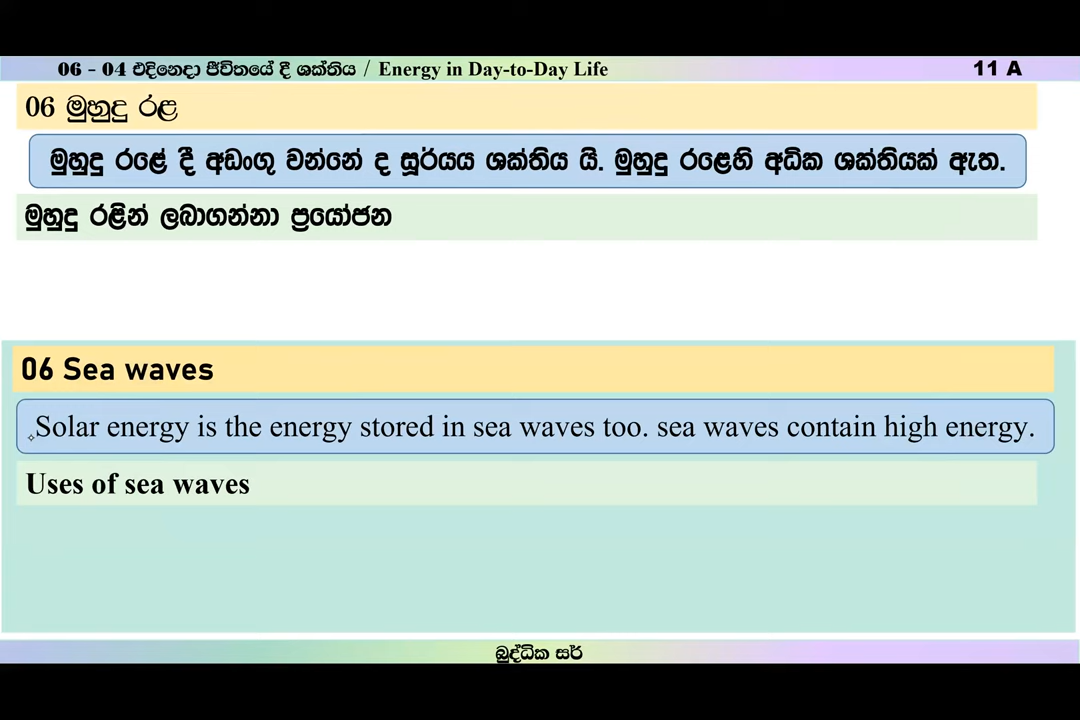 06 - 04 එදිනෙදා ජීවිතයේ දී ශක්තිය / Energy in Day-to-Day Life 11 A
06 මුහුදු රළ
මුහුදු රළේ දී අඩංගු වන්නේ ද සූර්යය ශක්තිය යි. මුහුදු රළෙහි අධික ශක්තියක් ඇත.
මුහුදු රළින් ලබාගන්නා ප්‍රයෝජන
06 Sea waves
Solar energy is the energy stored in sea waves too. sea waves contain high energy.
Uses of sea waves
බුද්ධික සර්